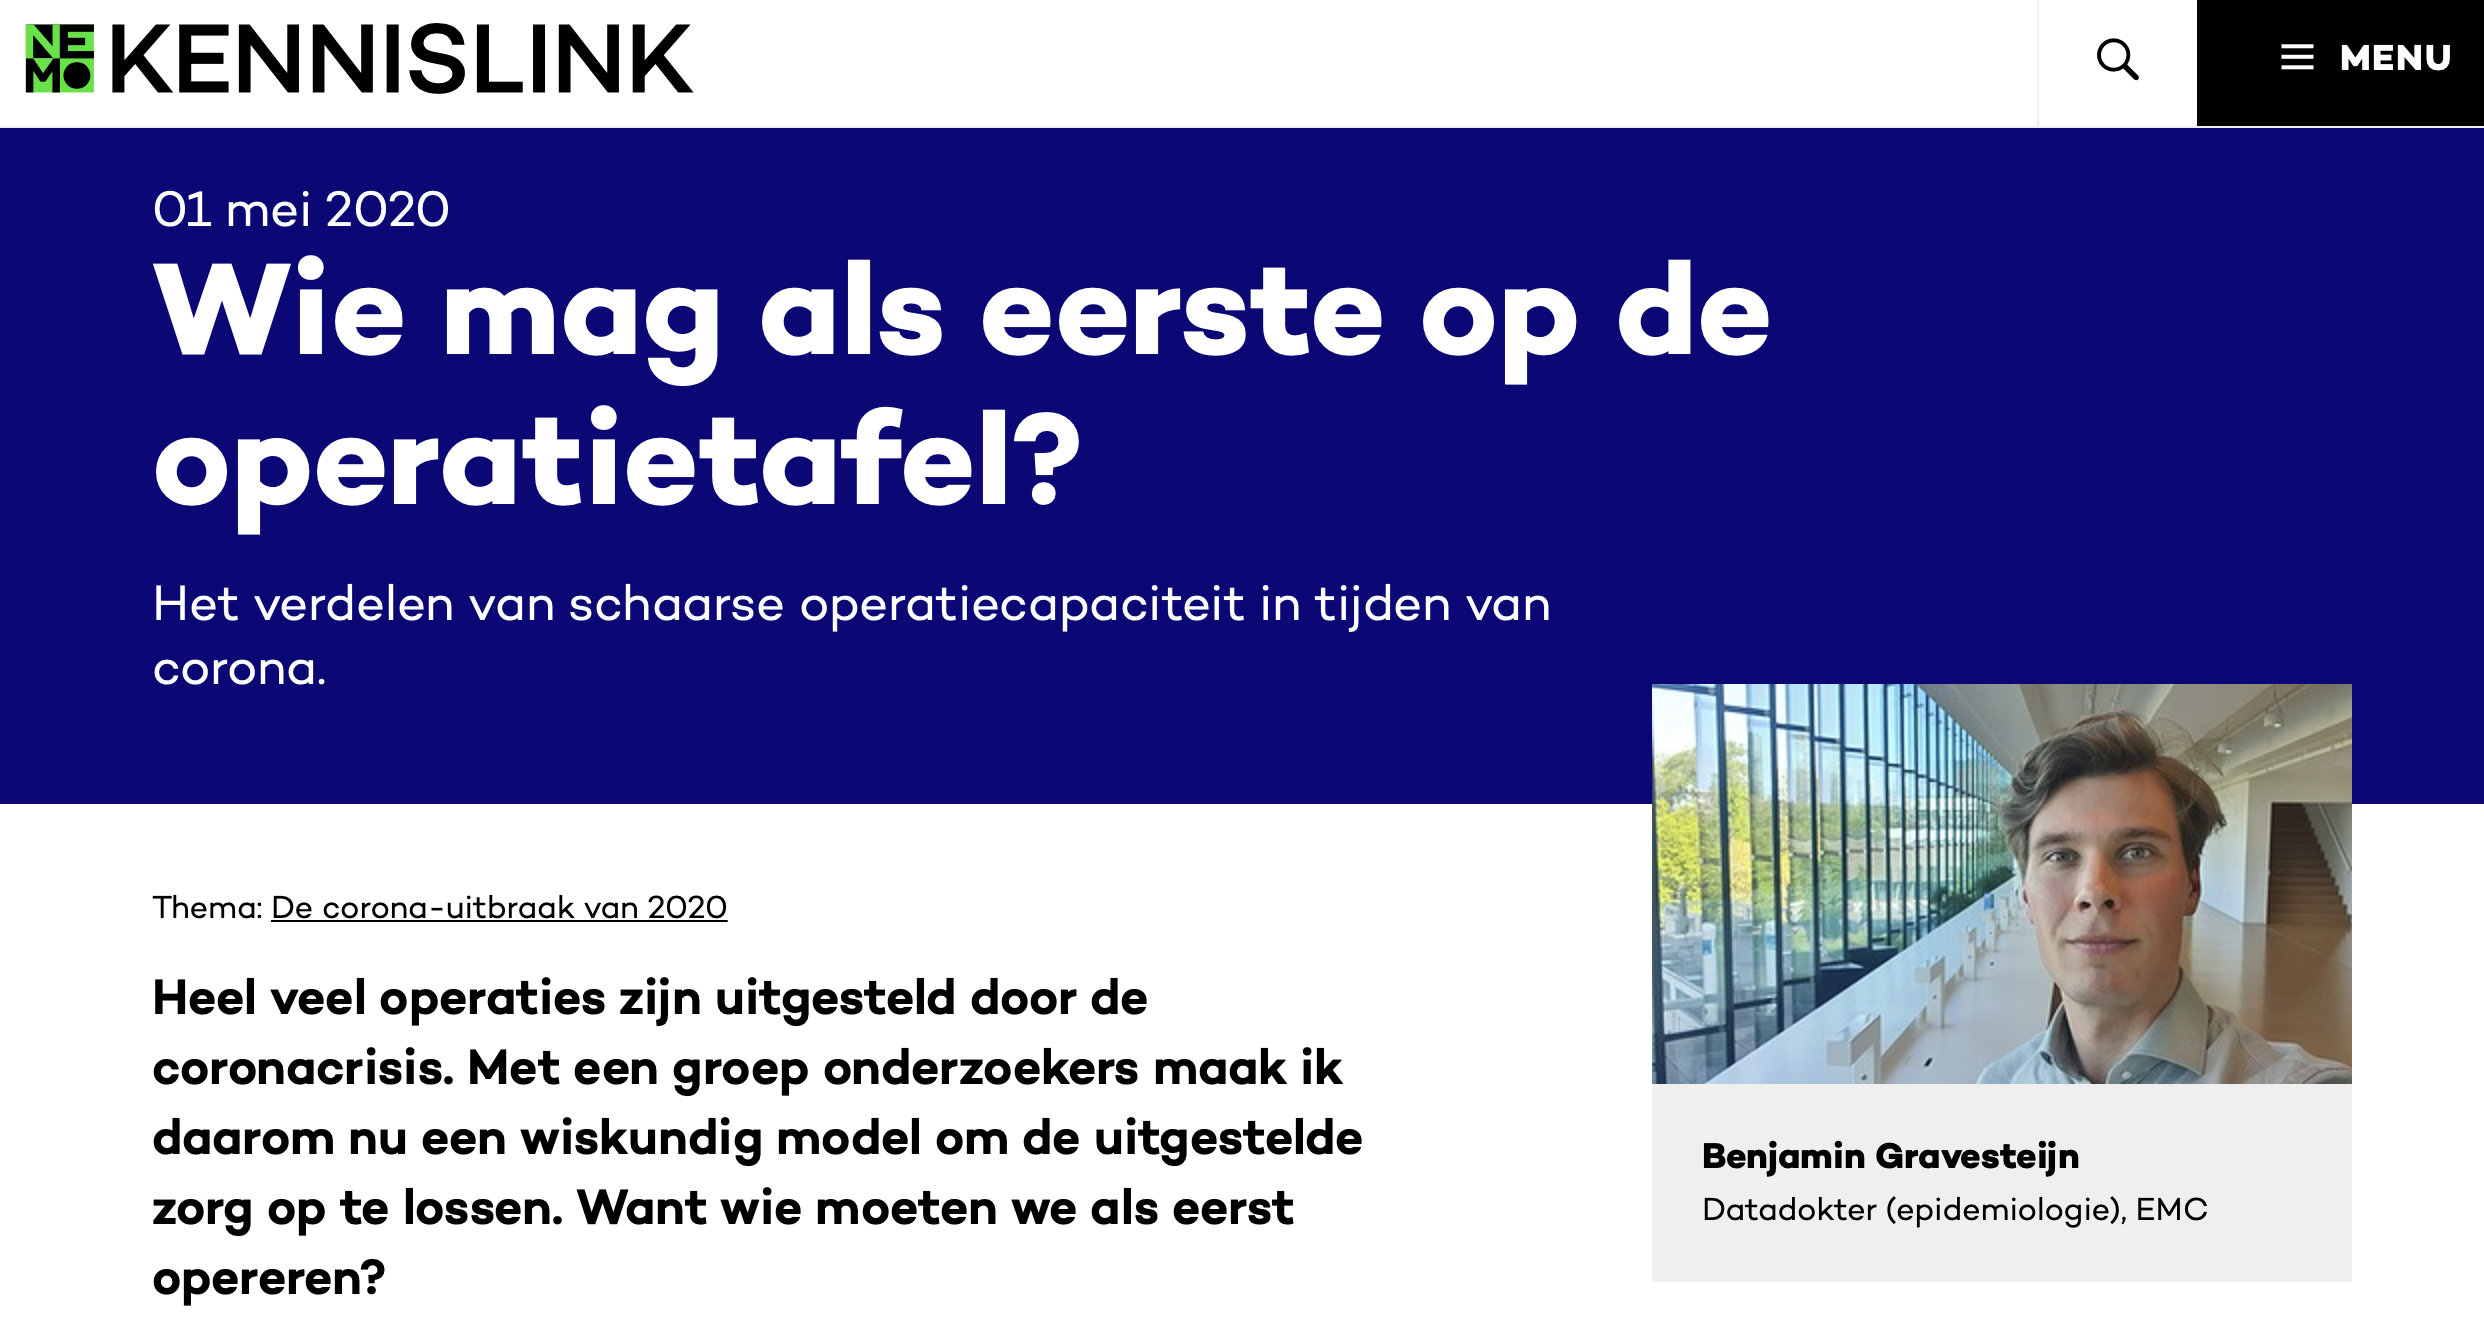 NEMO KENNISLINK
MENU
01 mei 2020
Wie mag als eerste op de
operatietafel?
Het verdelen van schaarse operatiecapaciteit in tijden van
corona.
Thema: De corona-uitbraak van 2020
Heel veel operaties zijn uitgesteld door de
coronacrisis. Met een groep onderzoekers maak ik
daarom nu een wiskundig model om de uitgestelde
zorg op te lossen. Want wie moeten we als eerst
opereren?
Benjamin Gravesteijn
Datadokter (epidemiologie), EMC